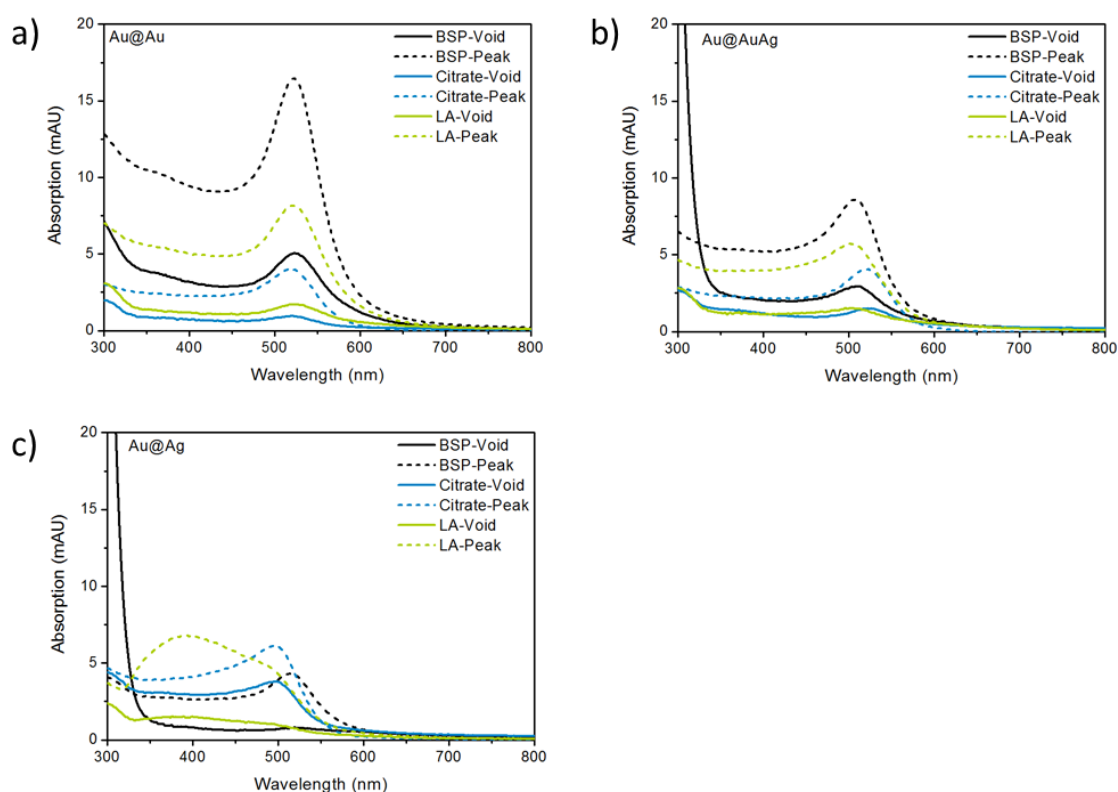 a)
Au@Au
BSP-Void
BSP-Peak
Citrate-Void
Citrate-Peak
LA-Void
LA-Peak
20
15
10
5
0
Absorption (mAU)
300 400 500 600 700 800
Wavelength (nm)
b)
Au@AuAg
BSP-Void
BSP-Peak
Citrate-Void
Citrate-Peak
LA-Void
LA-Peak
20
15
10
5
0
Absorption (mAU)
300 400 500 600 700 800
Wavelength (nm)
c)
Au@Ag
BSP-Void
BSP-Peak
Citrate-Void
Citrate-Peak
LA-Void
LA-Peak
20
15
10
5
0
Absorption (mAU)
300 400 500 600 700 800
Wavelength (nm)